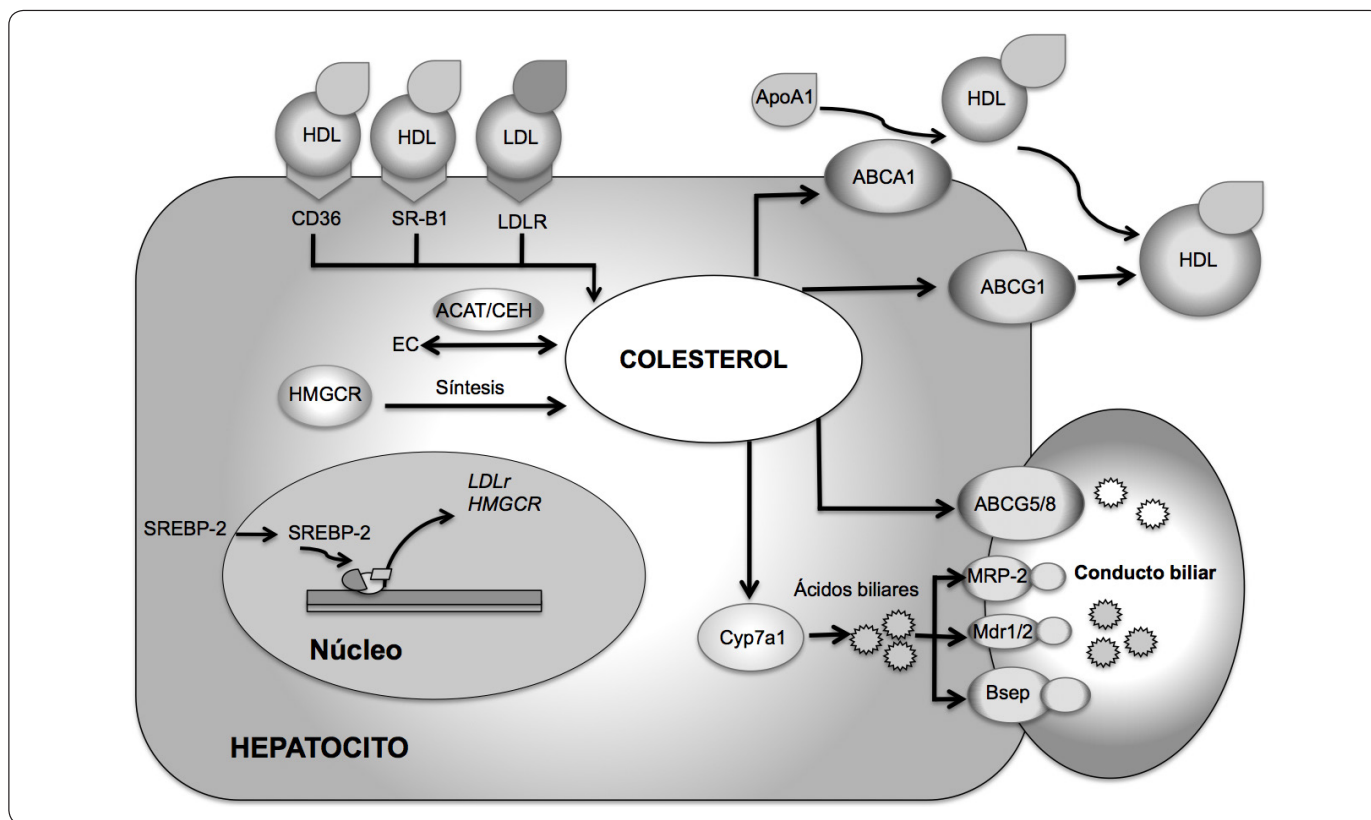 HDL
HDL
LDL
ApoA1
HDL
ABCA1
CD36
SR-B1
LDLR
HDL
ABCG1
ACAT/CEH
EC
COLESTEROL
HMGCR
Síntesis
LDLr
HMGCR
SREBP-2
SREBP-2
Núcleo
HEPATOCITO
ABCG5/8
MRP-2
Conducto biliar
Ácidos biliares
Cyp7a1
Mdr1/2
Bsep